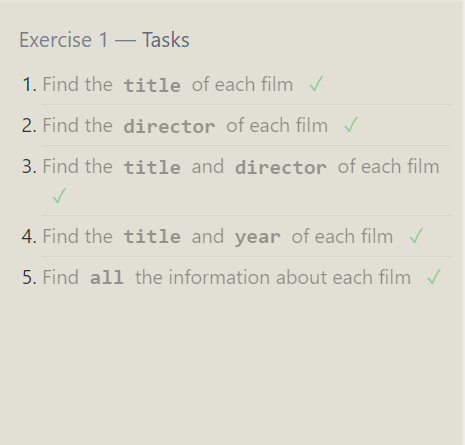 Exercise 1 — Tasks
1. Find the title of each film ✓
2. Find the director of each film ✓
3. Find the title and director of each film
✓
4. Find the title and year of each film ✓
5. Find all the information about each film ✓